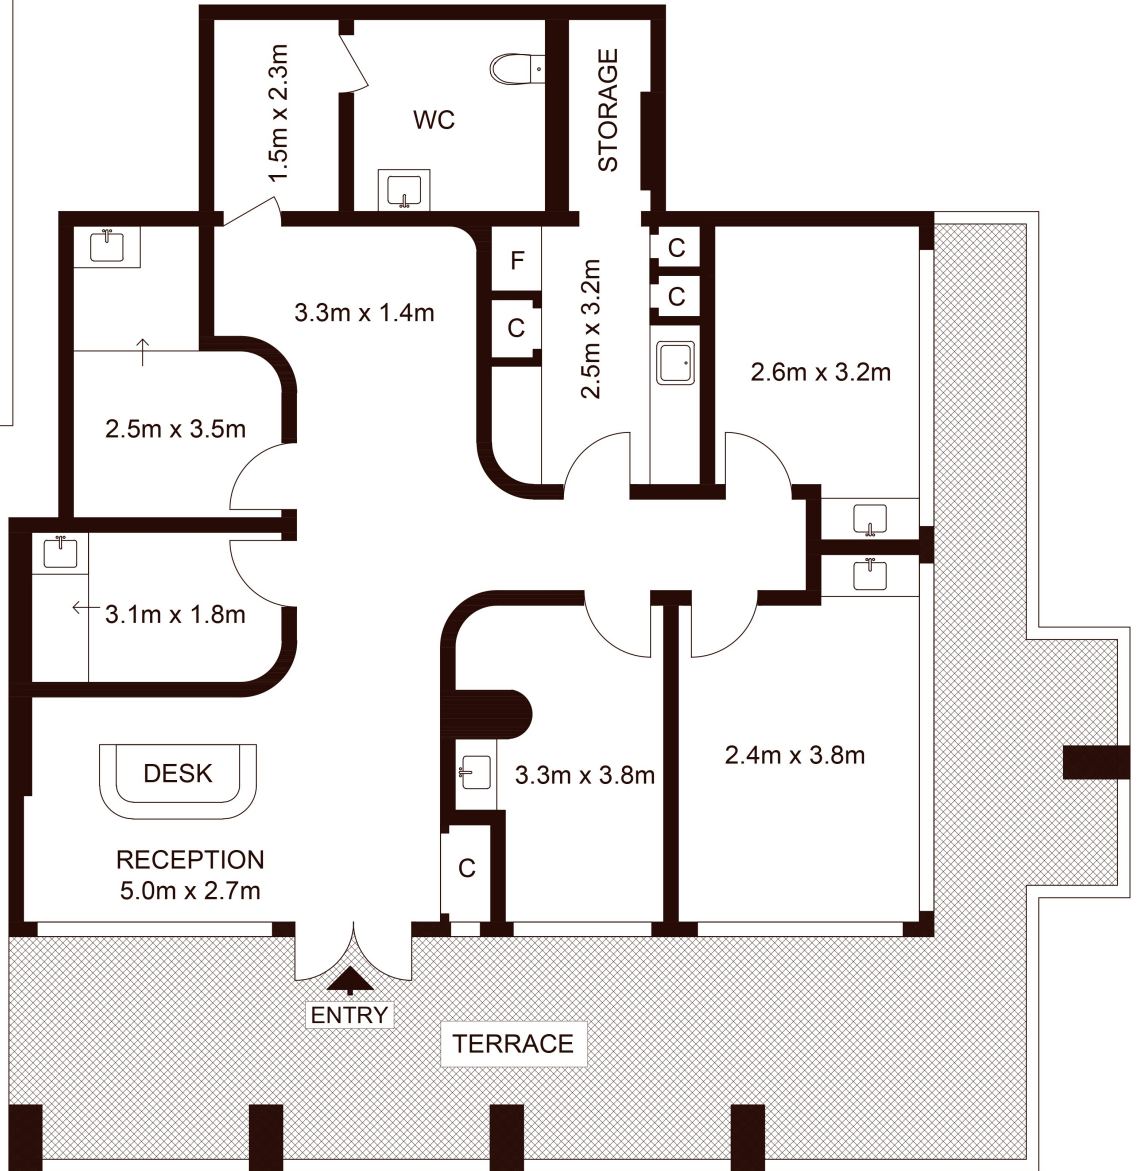 1.5m x 2.3m
WC
STORAGE
F
C
C
C
3.3m x 1.4m
2.5m x 3.2m
2.6m x 3.2m
2.5m x 3.5m
3.1m x 1.8m
DESK
RECEPTION
5.0m x 2.7m
3.3m x 3.8m
2.4m x 3.8m
C
ENTRY
TERRACE